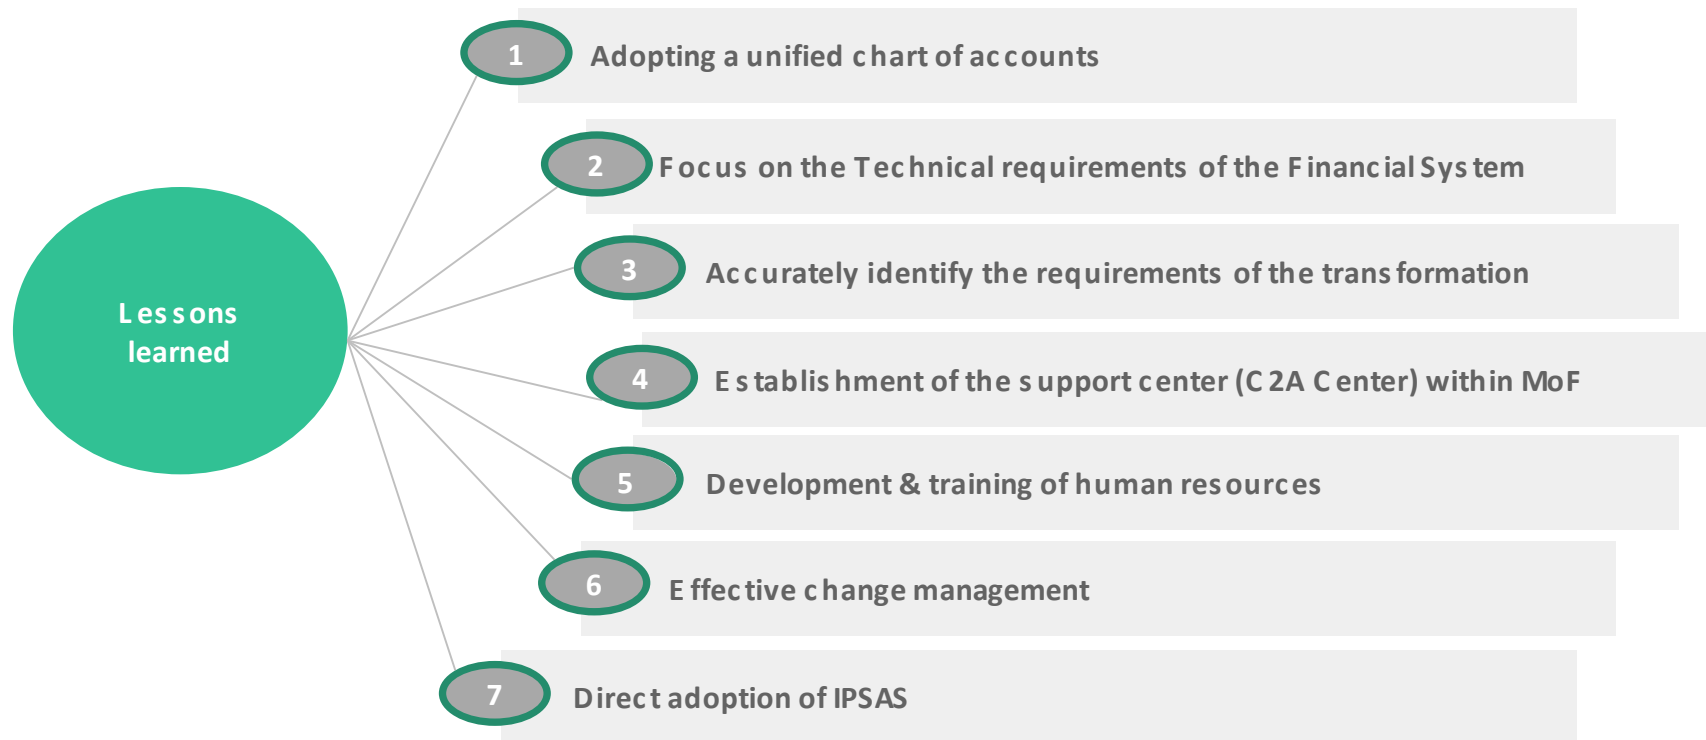 Lessons
learned
1
Adopting a unified chart of accounts
2
Focus on the Technical requirements of the Financial System
3
Accurately identify the requirements of the transformation
4
Establishment of the support center (C2A Center) within MoF
5
Development & training of human resources
6
Effective change management
7
Direct adoption of IPSAS